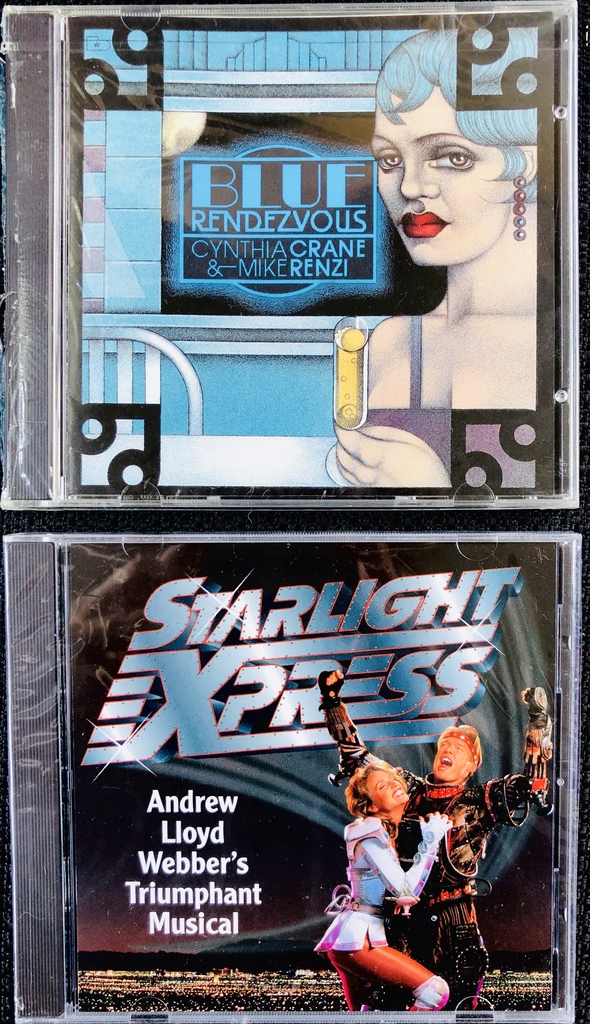 BLUE
RENDEZVOUS
CYNTHIA CRANE
& MIKE RENZI
STARLIGHT
EXPRESS
Andrew
Lloyd
Webber's
Triumphant
Musical